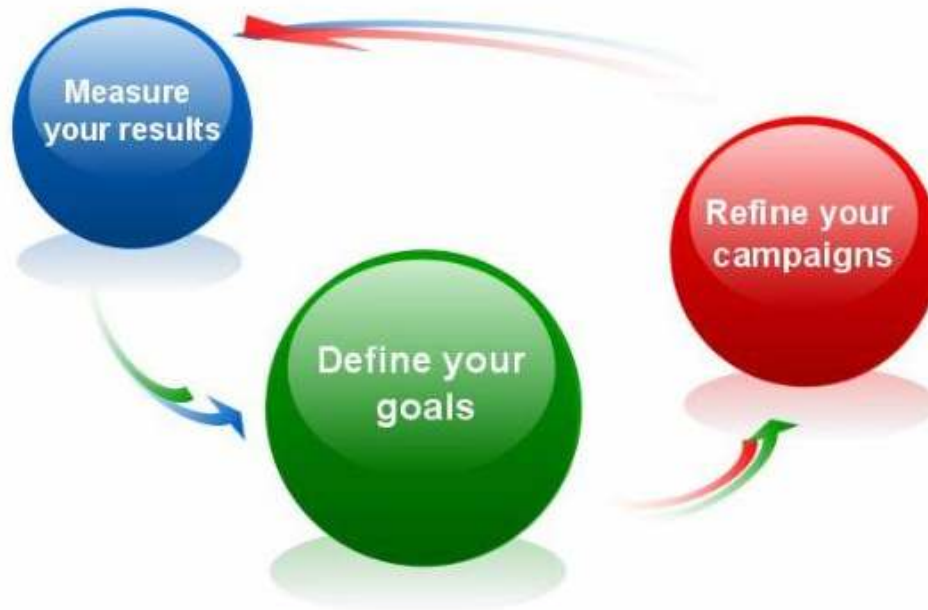 Measure
your results
Define your
goals
Refine your
campaigns